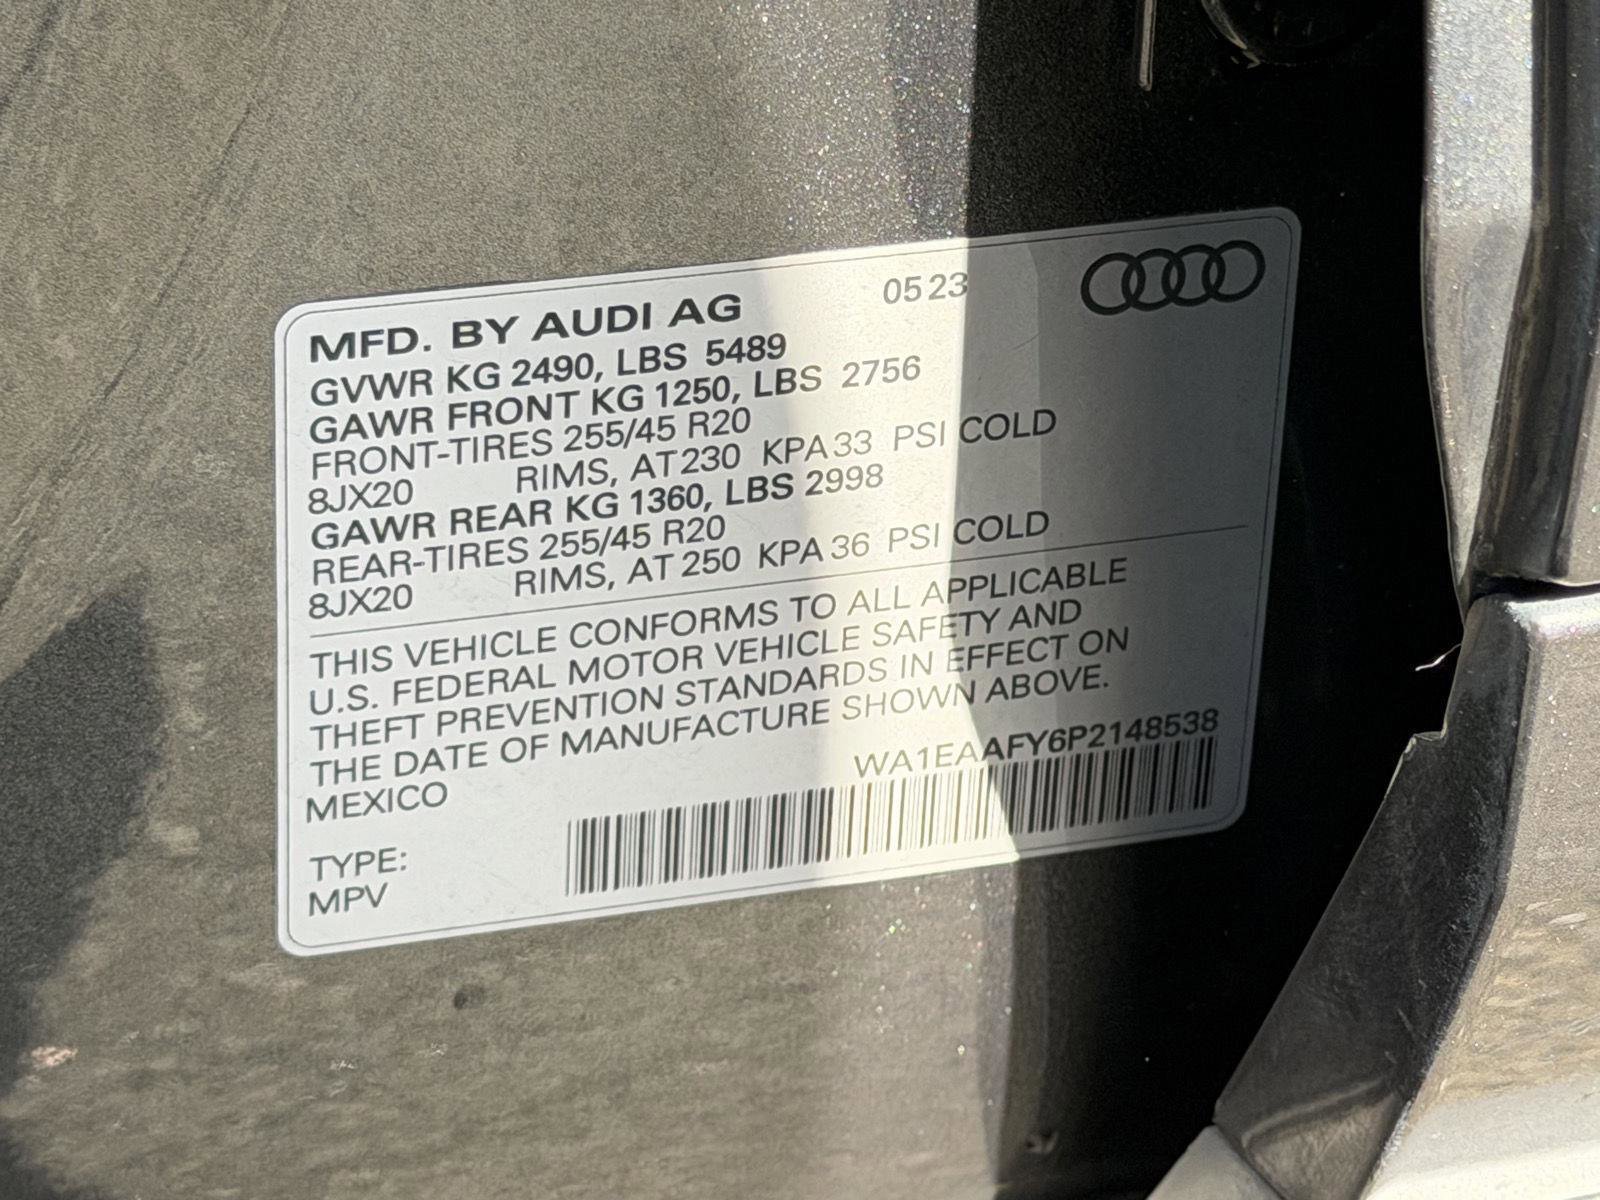 MFD. BY AUDI AG 05 23
GVWR KG 2490, LBS 5489
GAWR FRONT KG 1250, LBS 2756
FRONT-TIRES 255/45 R20
8JX20 RIMS, AT 230 KPA 33 PSI COLD
GAWR REAR KG 1360, LBS 2998
REAR-TIRES 255/45 R20
8JX20 RIMS, AT 250 KPA 36 PSI COLD
THIS VEHICLE CONFORMS TO ALL APPLICABLE
U.S. FEDERAL MOTOR VEHICLE SAFETY AND
THEFT PREVENTION STANDARDS IN EFFECT ON
THE DATE OF MANUFACTURE SHOWN ABOVE.
MEXICO WA1EAAFY6P2148538
TYPE:
MPV